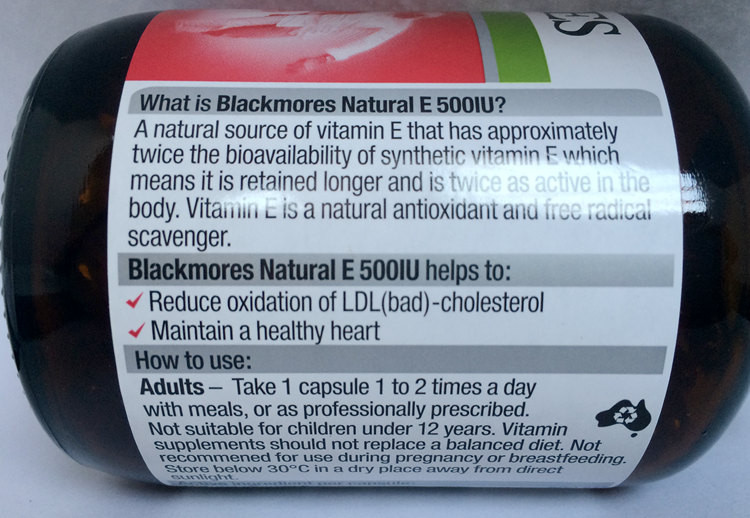 What is Blackmores Natural E 500IU?
A natural source of vitamin E that has approximately
twice the bioavailability of synthetic vitamin E which
means it is retained longer and is twice as active in the
body. Vitamin E is a natural antioxidant and free radical
scavenger.
Blackmores Natural E 500IU helps to:
Reduce oxidation of LDL(bad)-cholesterol
Maintain a healthy heart
How to use:
Adults – Take 1 capsule 1 to 2 times a day
with meals, or as professionally prescribed.
Not suitable for children under 12 years. Vitamin
supplements should not replace a balanced diet. Not
recommened for use during pregnancy or breastfeeding.
Store below 30°C in a dry place away from direct
sunlight.
Active ingredient per capsule: